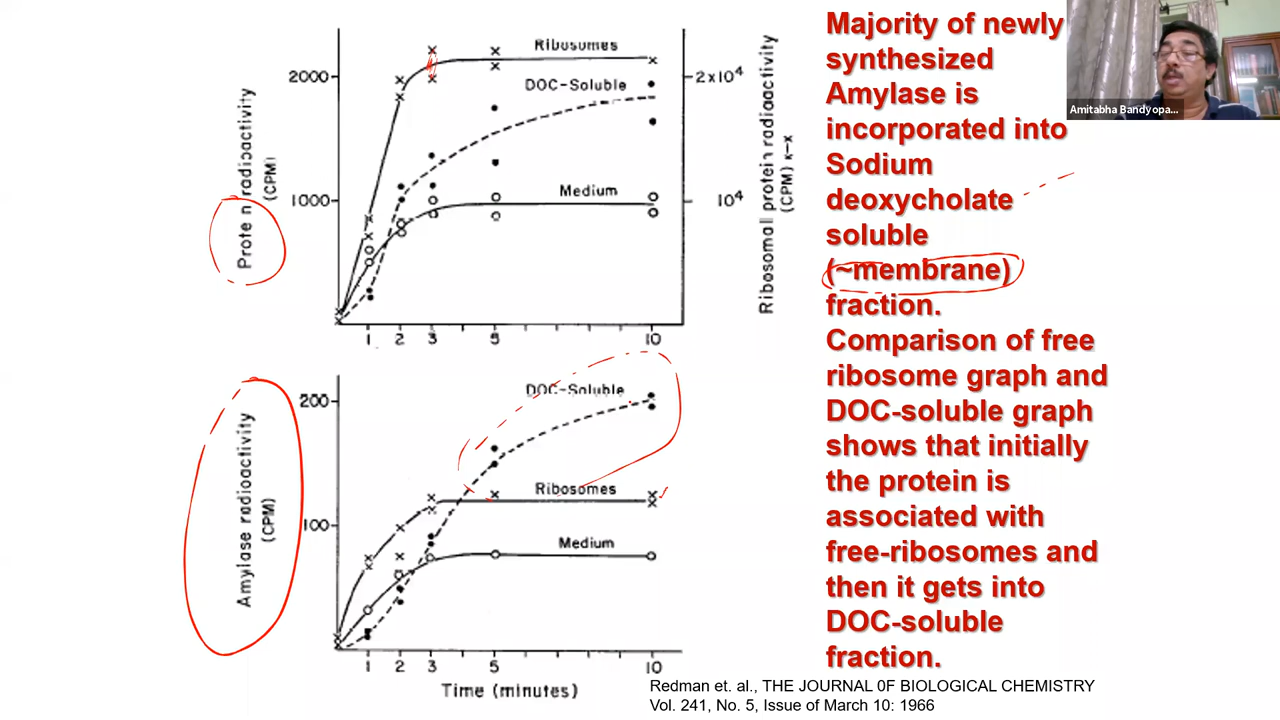 Ribosomes
DOC-Soluble
Medium
2000
1000
2x10⁴
10⁴
Prote n radioactivity
(CPM)
Ribosomal protein radioactivity
(CPM) x—x
1 2 3 5 10
DOC-Soluble
Ribosomes
Medium
200
100
Amylase radioactivity
(CPM)
1 2 3 5 10
Time (minutes)
Majority of newly
synthesized
Amylase is
incorporated into
Sodium
deoxycholate
soluble
(~membrane)
fraction.
Comparison of free
ribosome graph and
DOC-soluble graph
shows that initially
the protein is
associated with
free-ribosomes and
then it gets into
DOC-soluble
fraction.
Amitabha Bandyopa...
Redman et. al., THE JOURNAL 0F BIOLOGICAL CHEMISTRY
Vol. 241, No. 5, Issue of March 10: 1966